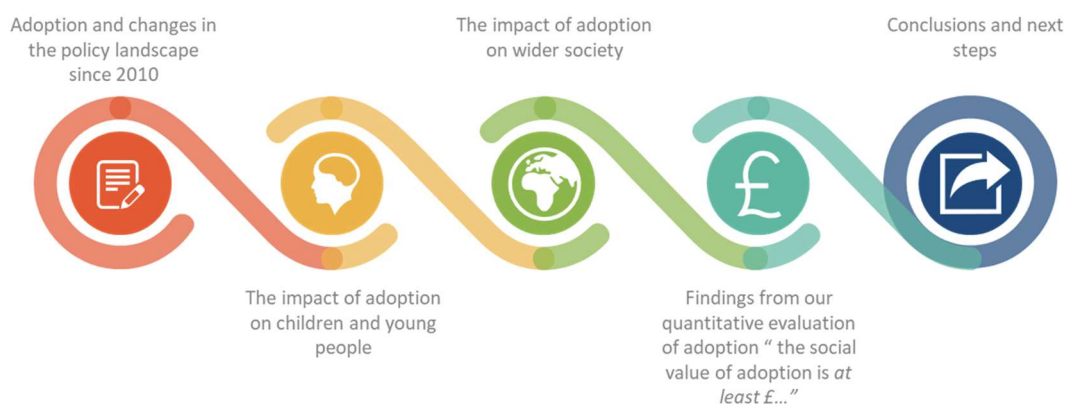 Adoption and changes in
the policy landscape
since 2010
The impact of adoption
on children and young
people
The impact of adoption
on wider society
£
Findings from our
quantitative evaluation
of adoption “ the social
value of adoption is at
least £...”
Conclusions and next
steps